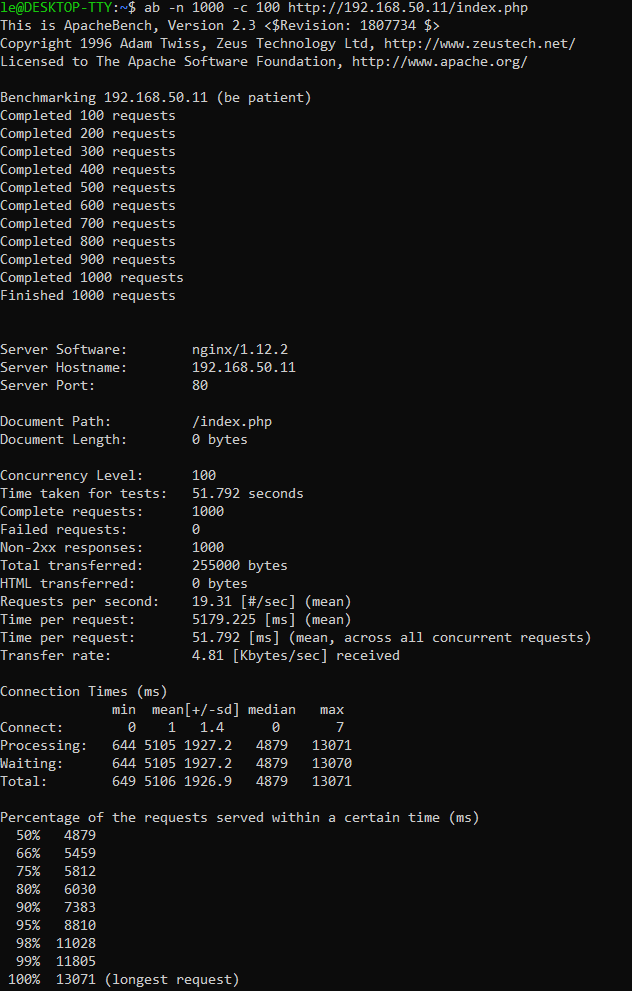 le@DESKTOP-TTY:~$ ab -n 1000 -c 100 http://192.168.50.11/index.php
This is ApacheBench, Version 2.3 <$Revision: 1807734 $>
Copyright 1996 Adam Twiss, Zeus Technology Ltd, http://www.zeustech.net/
Licensed to The Apache Software Foundation, http://www.apache.org/

Benchmarking 192.168.50.11 (be patient)
Completed 100 requests
Completed 200 requests
Completed 300 requests
Completed 400 requests
Completed 500 requests
Completed 600 requests
Completed 700 requests
Completed 800 requests
Completed 900 requests
Completed 1000 requests
Finished 1000 requests


Server Software:        nginx/1.12.2
Server Hostname:        192.168.50.11
Server Port:            80

Document Path:          /index.php
Document Length:        0 bytes

Concurrency Level:      100
Time taken for tests:   51.792 seconds
Complete requests:      1000
Failed requests:        0
Non-2xx responses:      1000
Total transferred:      255000 bytes
HTML transferred:       0 bytes
Requests per second:    19.31 [#/sec] (mean)
Time per request:       5179.225 [ms] (mean)
Time per request:       51.792 [ms] (mean, across all concurrent requests)
Transfer rate:          4.81 [Kbytes/sec] received

Connection Times (ms)
              min  mean[+/-sd] median   max
Connect:        0    1   1.4      0       7
Processing:   644 5105 1927.2   4879   13071
Waiting:      644 5105 1927.2   4879   13070
Total:        649 5106 1926.9   4879   13071

Percentage of the requests served within a certain time (ms)
  50%   4879
  66%   5459
  75%   5812
  80%   6030
  90%   7383
  95%   8810
  98%  11028
  99%  11805
 100%  13071 (longest request)